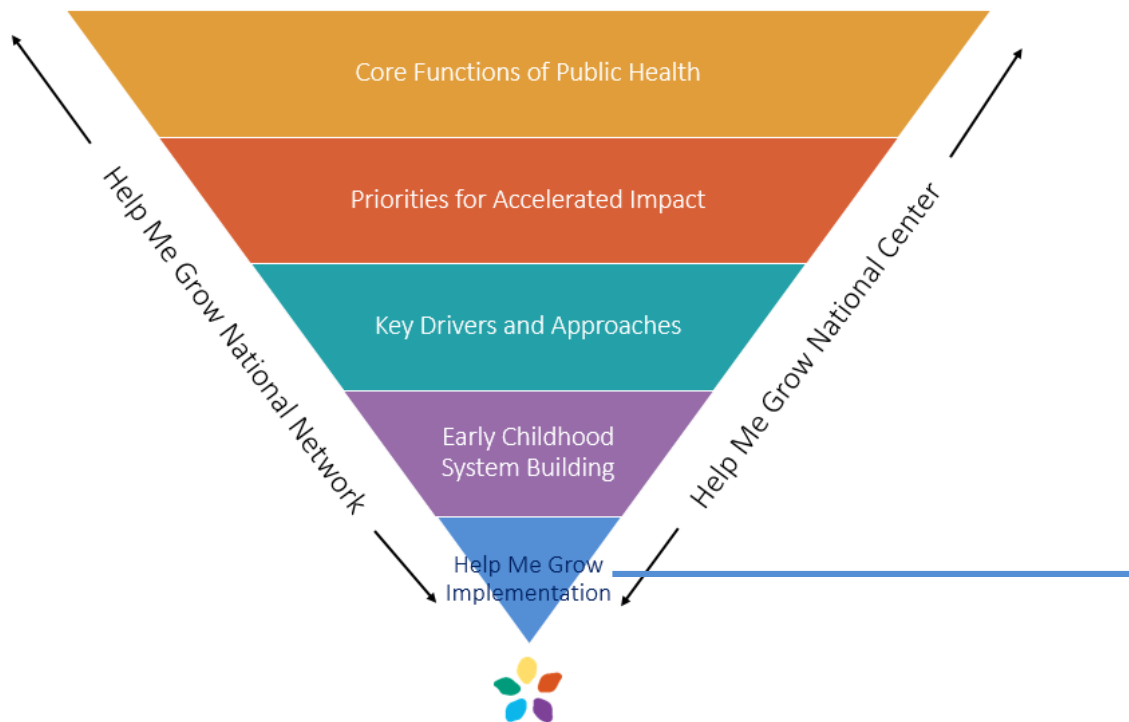 Core Functions of Public Health
Priorities for Accelerated Impact
Key Drivers and Approaches
Early Childhood
System Building
Help Me Grow
Implementation
Help Me Grow National Network
Help Me Grow National Center